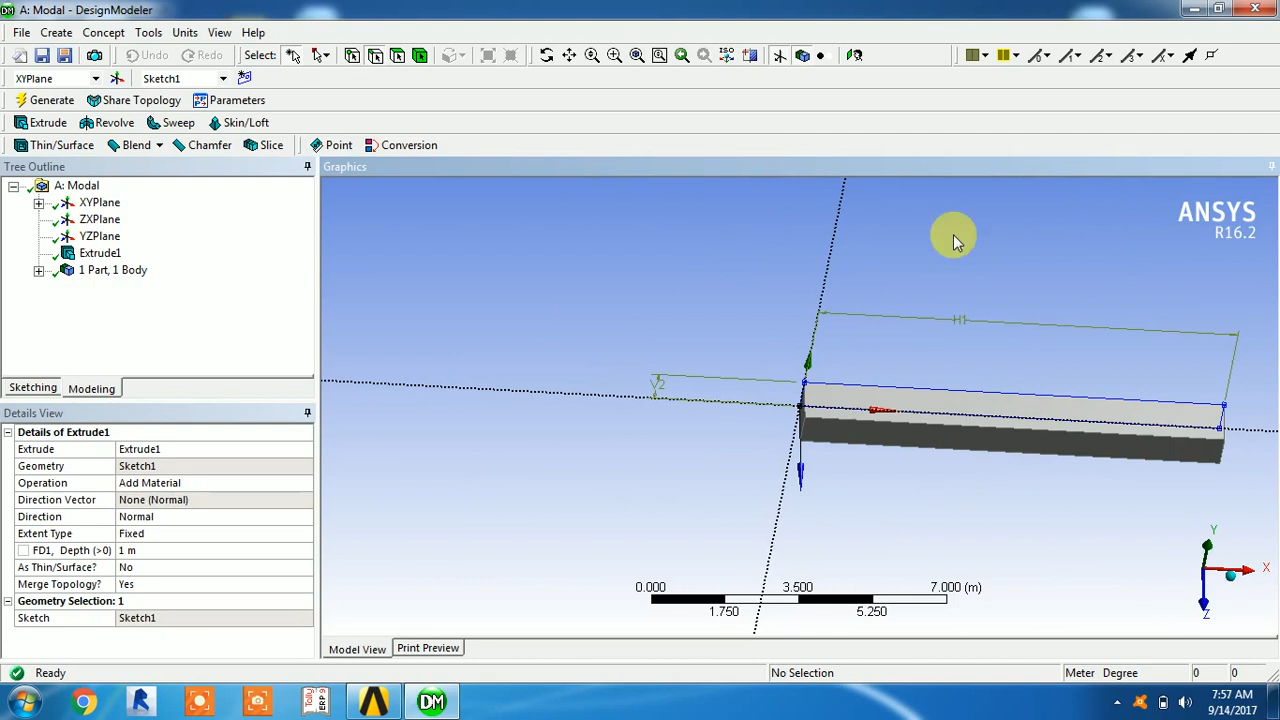 DM
A: Modal - DesignModeler
File Create Concept Tools Units View Help
Undo Redo Select:
XYPlane Sketch1
Generate Share Topology Parameters
Extrude Revolve Sweep Skin/Loft
Thin/Surface Blend Chamfer Slice Point Conversion
Tree Outline
Graphics
A: Modal
XYPlane
ZXPlane
YZPlane
Extrude1
1 Part, 1 Body
ANSYS
R16.2
H1
V2
Sketching Modeling
Details View
Details of Extrude1
Extrude Extrude1
Geometry Sketch1
Operation Add Material
Direction Vector None (Normal)
Direction Normal
Extent Type Fixed
FD1, Depth (>0) 1 m
As Thin/Surface? No
Merge Topology? Yes
Geometry Selection: 1
Sketch Sketch1
0.000 3.500 7.000 (m)
1.750 5.250
Y
X
Z
Model View Print Preview
Ready
No Selection
Meter Degree 0 0
Tally
ERP 9
DM
7:57 AM
9/14/2017